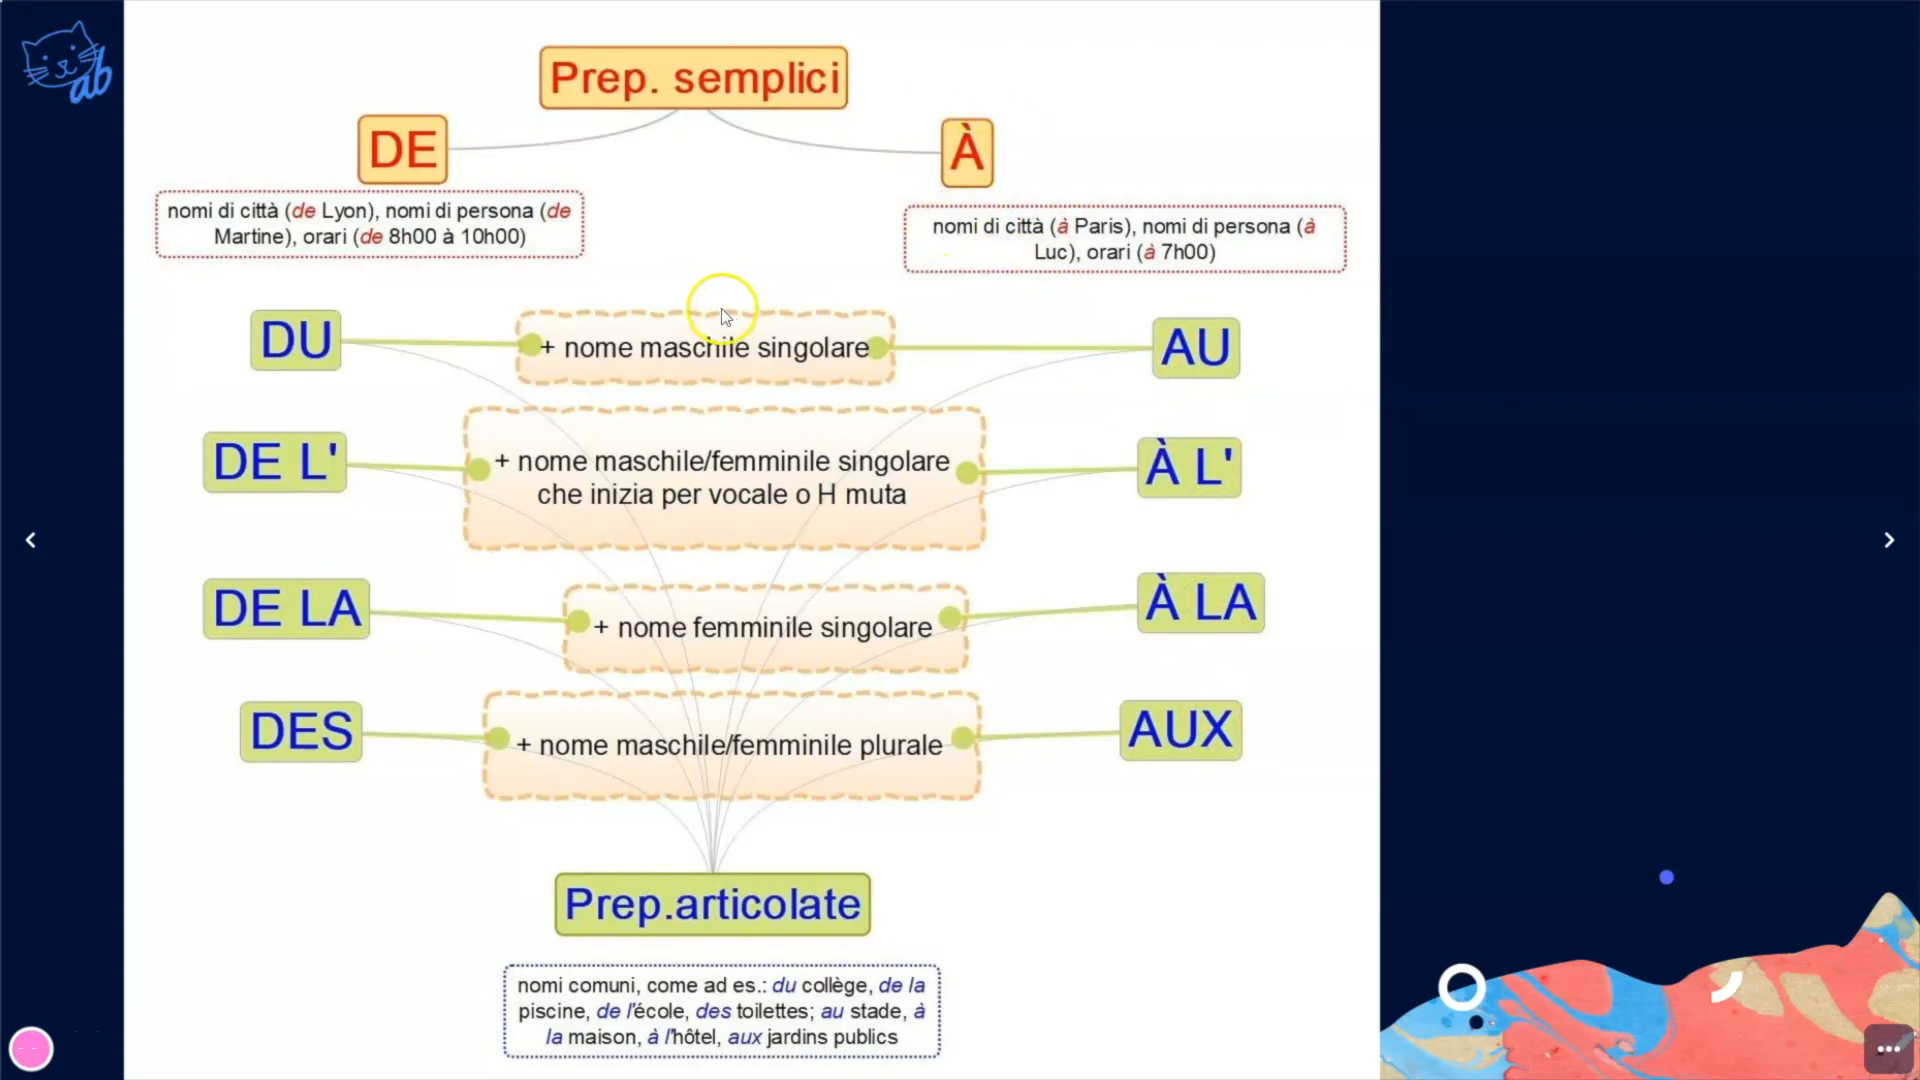 ab
Prep. semplici
DE
À
nomi di città (de Lyon), nomi di persona (de
Martine), orari (de 8h00 à 10h00)
nomi di città (à Paris), nomi di persona (à
Luc), orari (à 7h00)
DU
+ nome maschile singolare
AU
DE L'
+ nome maschile/femminile singolare
che inizia per vocale o H muta
À L'
DE LA
+ nome femminile singolare
À LA
DES
+ nome maschile/femminile plurale
AUX
Prep.articolate
nomi comuni, come ad es.: du collège, de la
piscine, de l'école, des toilettes; au stade, à
la maison, à l'hôtel, aux jardins publics